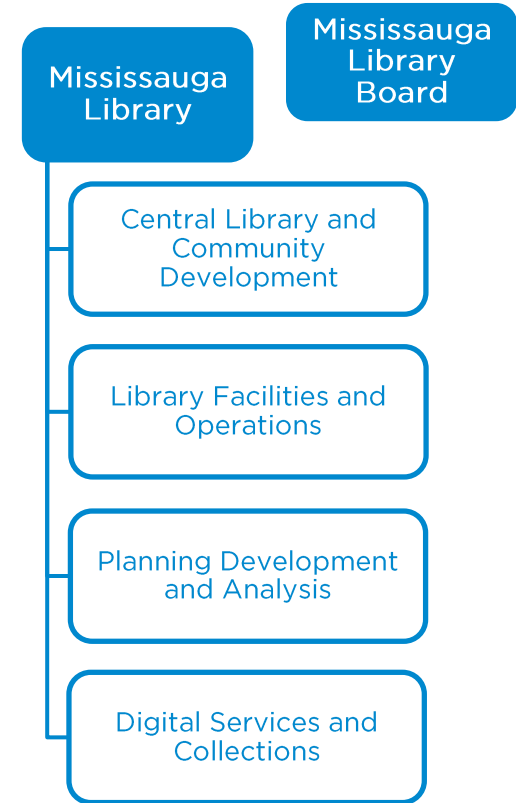 Mississauga
Library
Mississauga
Library
Board
Central Library and
Community
Development
Library Facilities and
Operations
Planning Development
and Analysis
Digital Services and
Collections